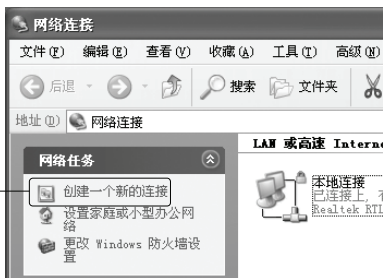 网络连接
文件(F) 编辑(E) 查看(V) 收藏(A) 工具(T) 高级(N)
后退 搜索 文件夹
地址(D) 网络连接
LAN 或高速
网络任务
创建一个新的连接
设置家庭或小型办公网
络
更改 Windows 防火墙设
置
本地连接
已连接上,
Realtek RTL